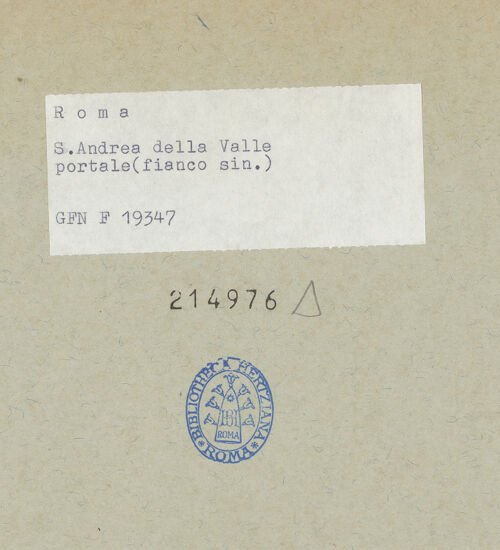 R o m a
S.Andrea della Valle
portale(fianco sin.)
GFN F 19347
214976
BIBLIOTHECA HERTZIANA
ROMA
ROMA